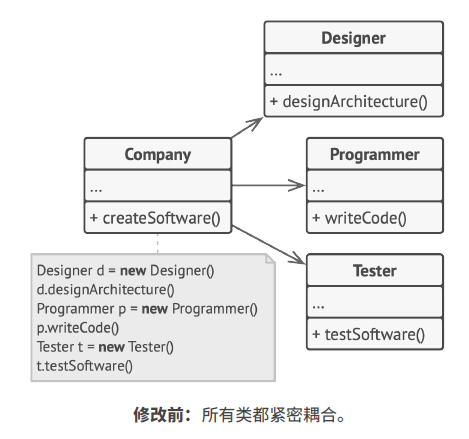 Designer
...
+ designArchitecture()
Company
...
+ createSoftware()
Programmer
...
+ writeCode()
Tester
...
+ testSoftware()
Designer d = new Designer()
d.designArchitecture()
Programmer p = new Programmer()
p.writeCode()
Tester t = new Tester()
t.testSoftware()
修改前：所有类都紧密耦合。